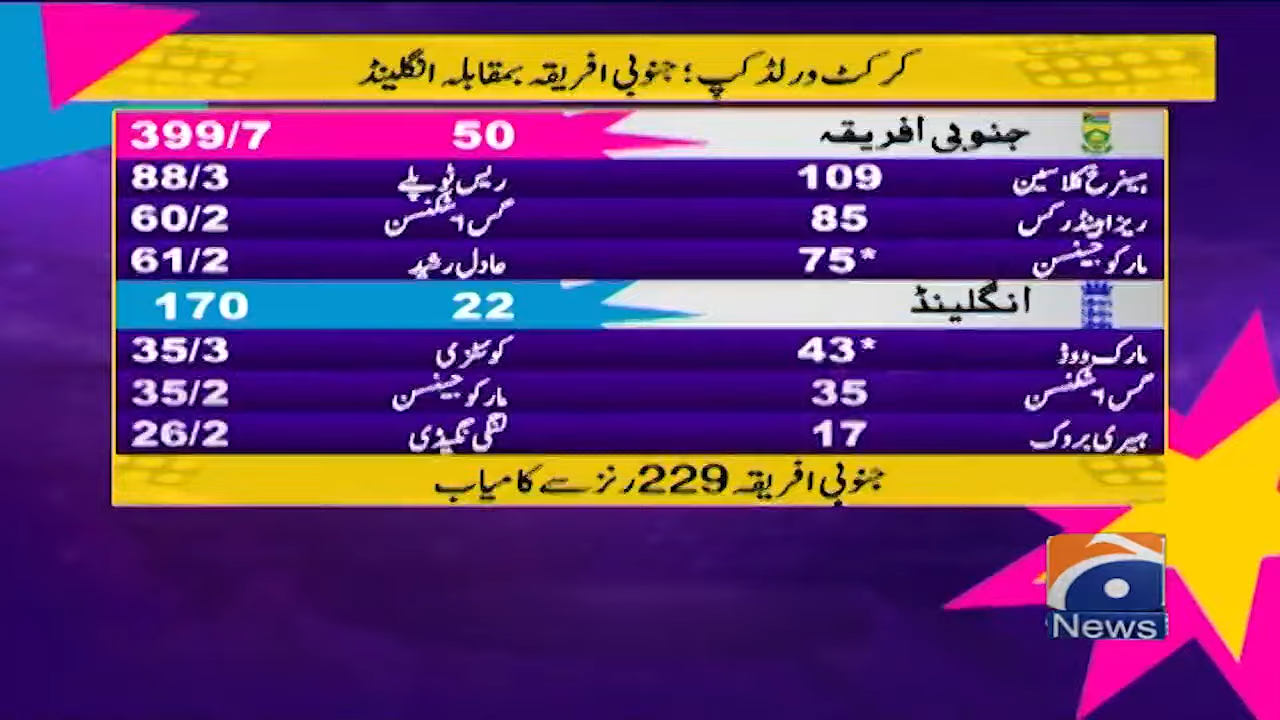 کرکٹ ورلڈ کپ؛ جنوبی افریقہ بمقابلہ انگلینڈ
جنوبی افریقہ 50 399/7
ہینرخ کلاسین 109 ریس ٹوپلے 88/3
ریزا ہینڈرکس 85 گس اٹکنسن 60/2
مارکو جینسن 75* عادل رشید 61/2
انگلینڈ 22 170
مارک ووڈ 43* کوئٹزی 35/3
گس اٹکنسن 35 مارکو جینسن 35/2
ہیری بروک 17 لنگی نگیڈی 26/2
جنوبی افریقہ 229 رنز سے کامیاب
News